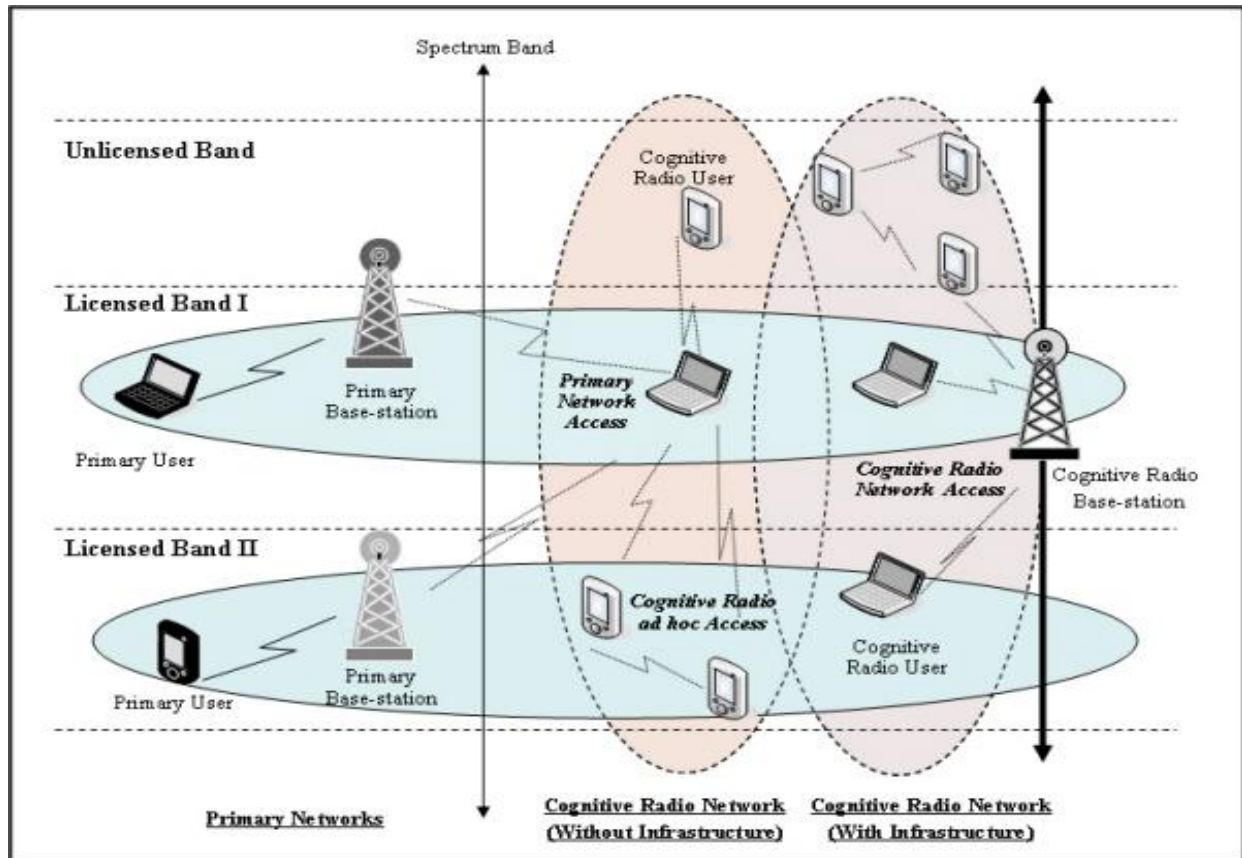 Spectrum Band
Unlicensed Band
Cognitive
Radio User
Licensed Band I
Primary
Base-station
Primary User
Primary
Network
Access
Cognitive Radio
Network Access
Cognitive Radio
Base-station
Licensed Band II
Primary
Base-station
Primary User
Cognitive Radio
ad hoc Access
Cognitive
Radio User
Primary Networks
Cognitive Radio Network
(Without Infrastructure)
Cognitive Radio Network
(With Infrastructure)